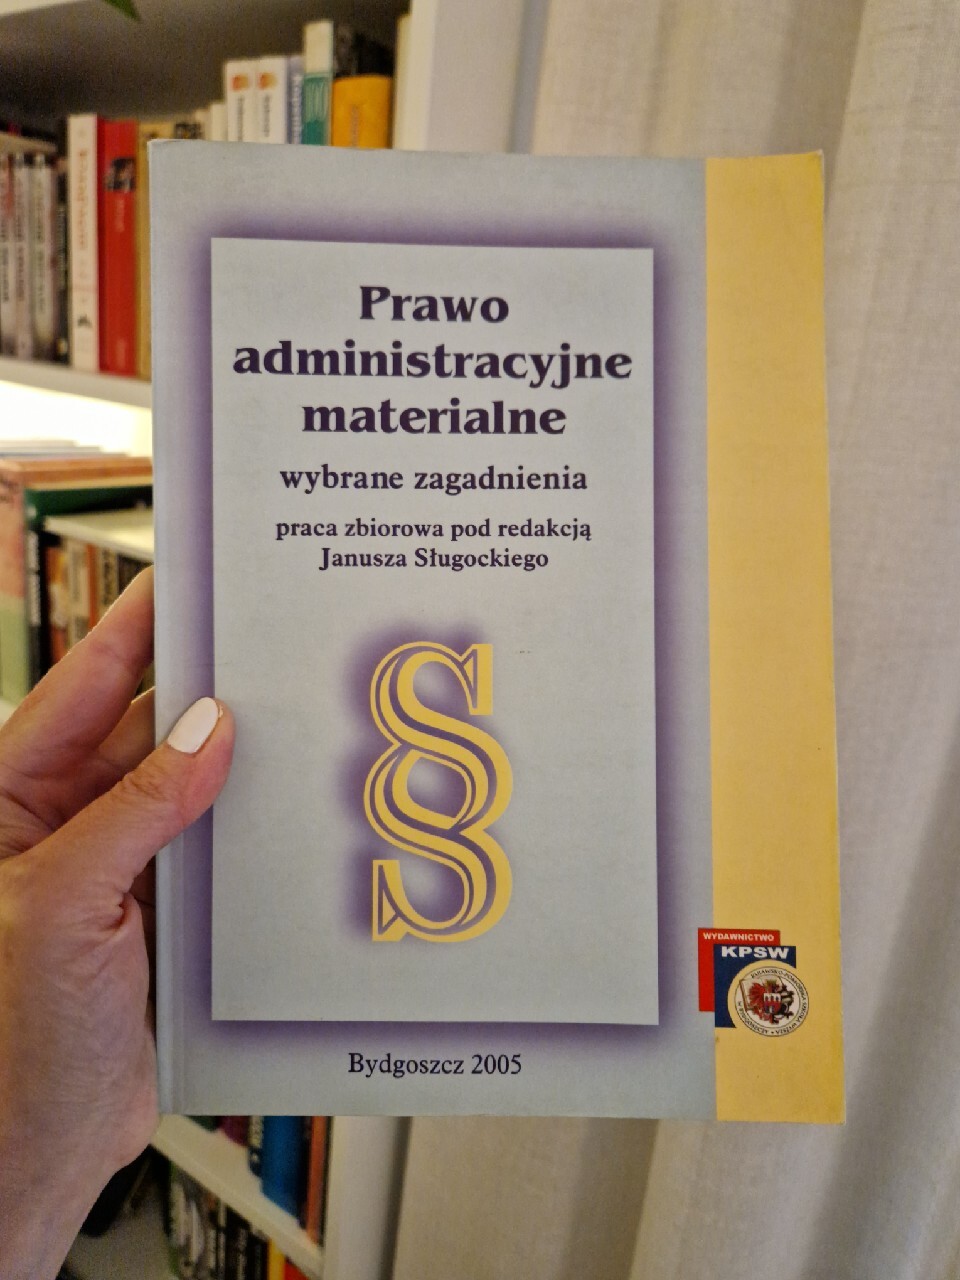 Prawo
administracyjne
materialne
wybrane zagadnienia
praca zbiorowa pod redakcją
Janusza Sługockiego
§
WYDAWNICTWO
KPSW
Bydgoszcz 2005